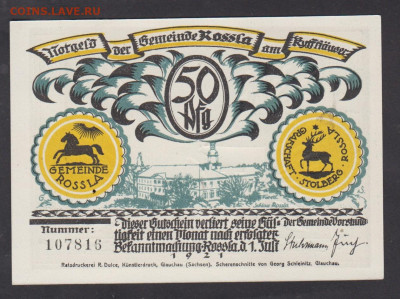 СОINS.LAVE.RU
Notgeld der Gemeinde Rossla am Kyffhäuser
50
Pfg
GEMEINDE
ROSSLA
GRAFSCHAFT STOLBERG-ROSSLA
Nummer:
107816
dieser Gutschein verliert seine Gül-
tigkeit einen Monat nach erfolgter
Bekanntmachung. Rossla, d. 1. Juli
1921
der Gemeindevorstand
Ratsdruckerei R. Dulce, Künstlerdruck, Glauchau (Sachsen). Scherenschnitte von Georg Schleinitz, Glauchau.